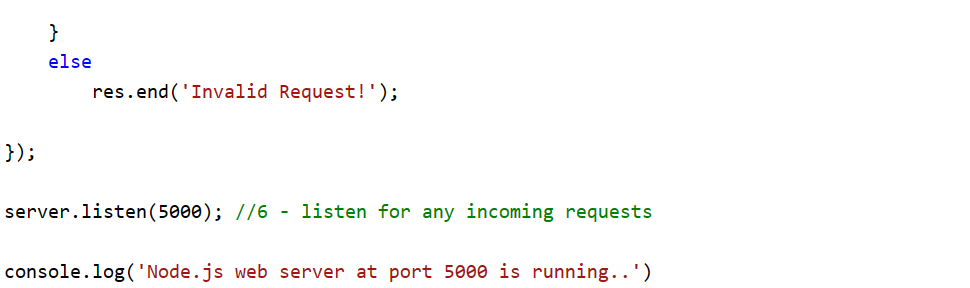 }
else
res.end('Invalid Request!');
});
server.listen(5000); //6 - listen for any incoming requests
console.log('Node.js web server at port 5000 is running..')